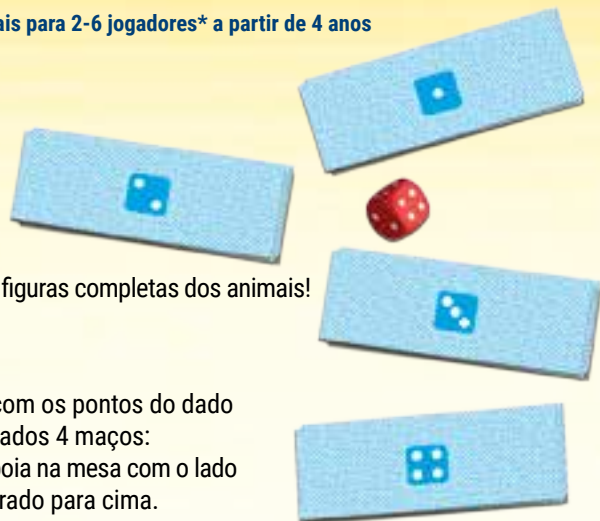 ais para 2-6 jogadores* a partir de 4 anos
figuras completas dos animais!
com os pontos do dado
ados 4 maços:
poia na mesa com o lado
rado para cima.